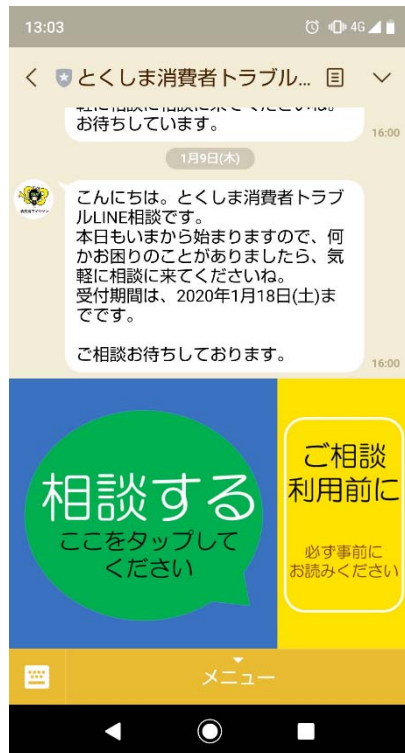 13:03
4G
とくしま消費者トラブル...
お待ちしています。
16:00
1月9日(木)
こんにちは。とくしま消費者トラブ
ルLINE相談です。
本日もいまから始まりますので、何
かお困りのことがありましたら、気
軽に相談に来てくださいね。
受付期間は、2020年1月18日(土)ま
でです。
ご相談お待ちしております。
16:00
相談する
ここをタップして
ください
ご相談
利用前に
必ず事前に
お読みください
メニュー